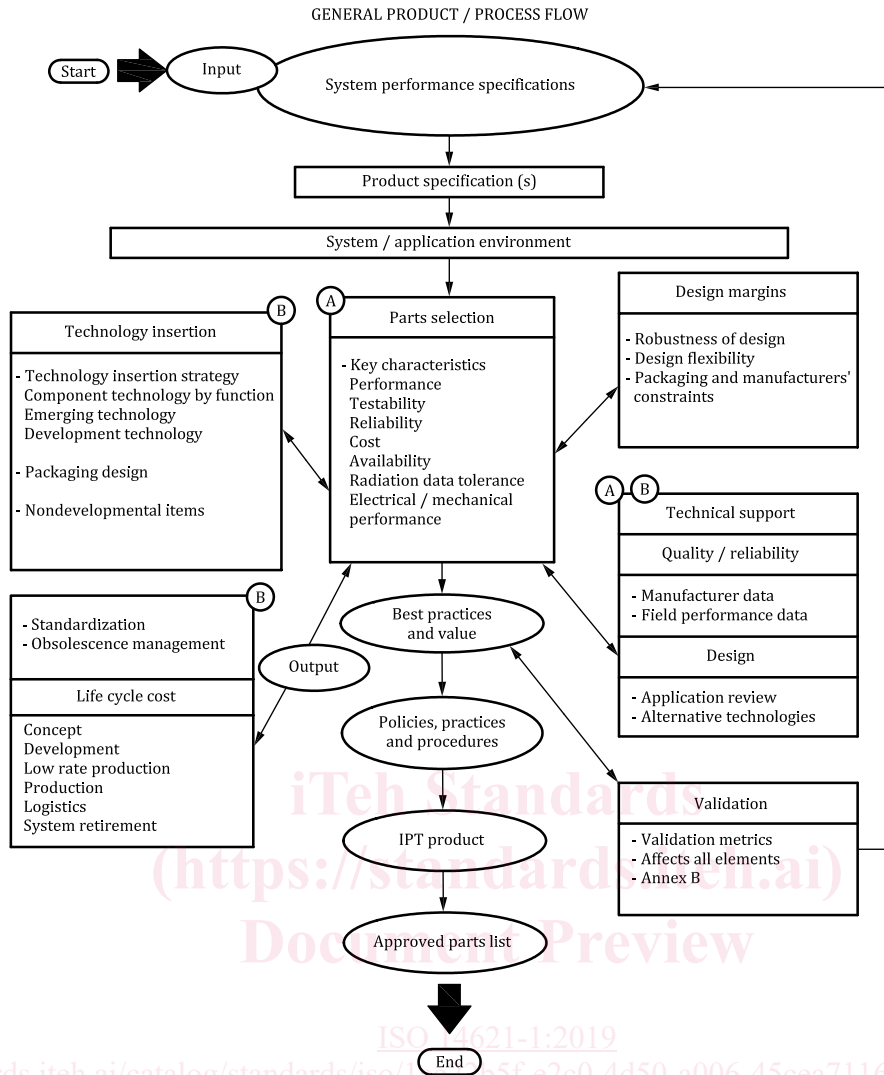 GENERAL PRODUCT / PROCESS FLOW
Start
Input
System performance specifications
Product specification (s)
System / application environment
B
Technology insertion
- Technology insertion strategy
Component technology by function
Emerging technology
Development technology
- Packaging design
- Nondevelopmental items
A
Parts selection
- Key characteristics
Performance
Testability
Reliability
Cost
Availability
Radiation data tolerance
Electrical / mechanical
performance
Design margins
- Robustness of design
- Design flexibility
- Packaging and manufacturers'
constraints
A
B
Technical support
Quality / reliability
- Manufacturer data
- Field performance data
Design
- Application review
- Alternative technologies
B
- Standardization
- Obsolescence management
Life cycle cost
Concept
Development
Low rate production
Production
Logistics
System retirement
Output
Best practices
and value
Policies, practices
and procedures
IPT product
Approved parts list
Validation
- Validation metrics
- Affects all elements
- Annex B
End
iTeh Standards
(https://standards.iteh.ai)
Document Preview
ISO 14621-1:2019